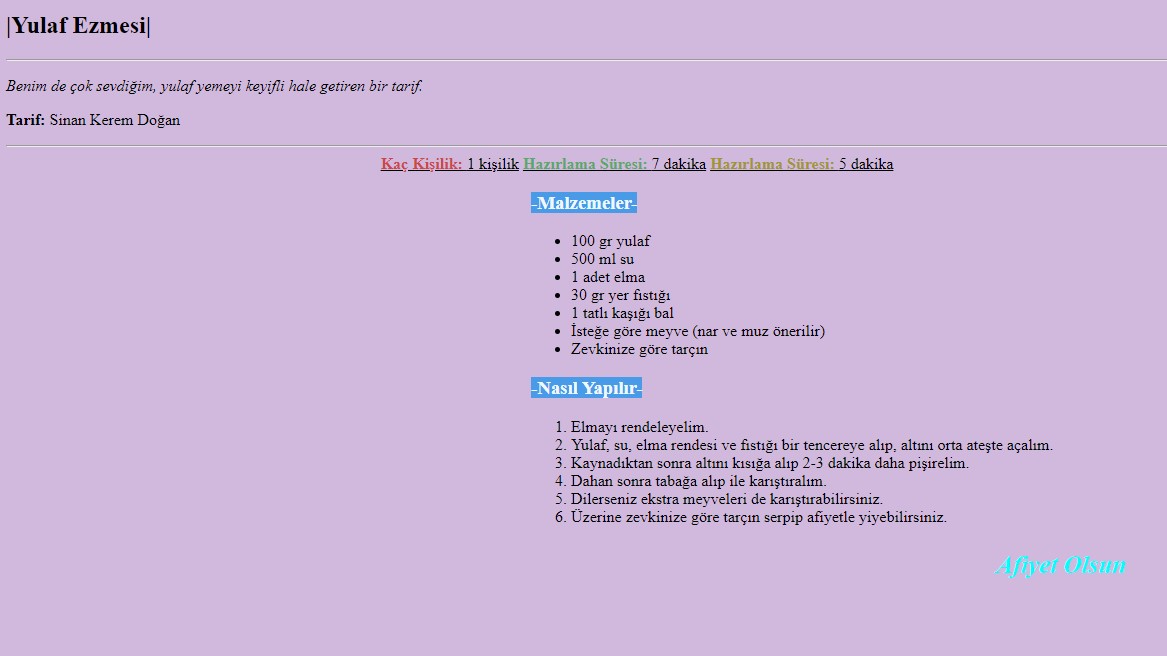 |Yulaf Ezmesi|
Benim de çok sevdiğim, yulaf yemeyi keyifli hale getiren bir tarif.
Tarif: Sinan Kerem Doğan
Kaç Kişilik: 1 kişilik Hazırlama Süresi: 7 dakika Hazırlama Süresi: 5 dakika
-Malzemeler-
• 100 gr yulaf
• 500 ml su
• 1 adet elma
• 30 gr yer fıstığı
• 1 tatlı kaşığı bal
• İsteğe göre meyve (nar ve muz önerilir)
• Zevkinize göre tarçın
-Nasıl Yapılır-
1. Elmayı rendeleyelim.
2. Yulaf, su, elma rendesi ve fıstığı bir tencereye alıp, altını orta ateşte açalım.
3. Kaynadıktan sonra altını kısığa alıp 2-3 dakika daha pişirelim.
4. Dahan sonra tabağa alıp ile karıştıralım.
5. Dilerseniz ekstra meyveleri de karıştırabilirsiniz.
6. Üzerine zevkinize göre tarçın serpip afiyetle yiyebilirsiniz.
Afiyet Olsun